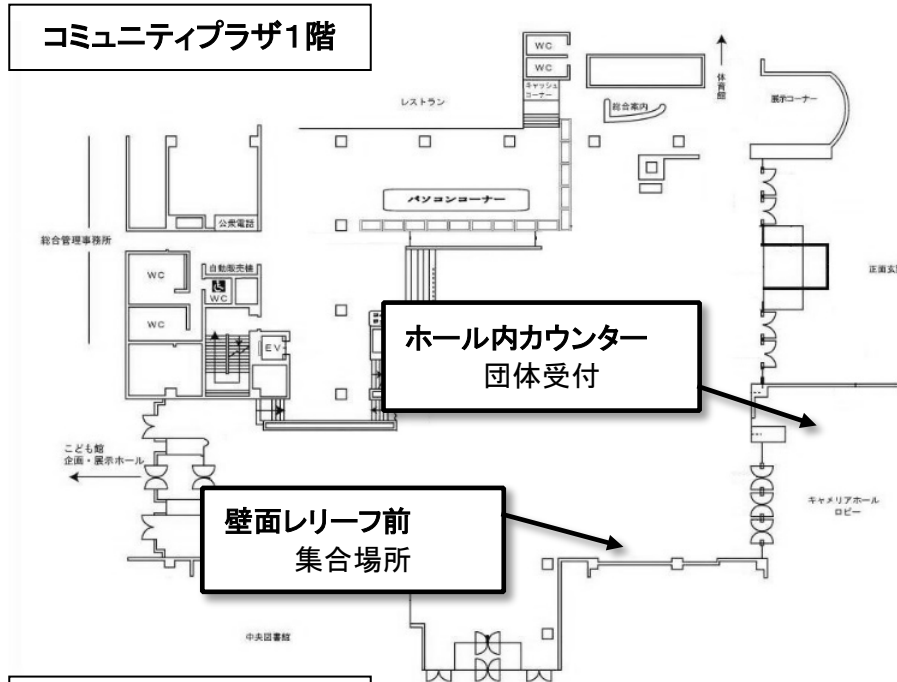 コミュニティプラザ1階
WC
WC
キャッシュ
コーナー
レストラン
総合案内
体育館
展示コーナー
パソコンコーナー
公衆電話
総合管理事務所
自動販売機
WC
WC
WC
EV
正面玄
ホール内カウンター
団体受付
こども館
企画・展示ホール
キャメリアホール
ロビー
壁面レリーフ前
集合場所
中央図書館